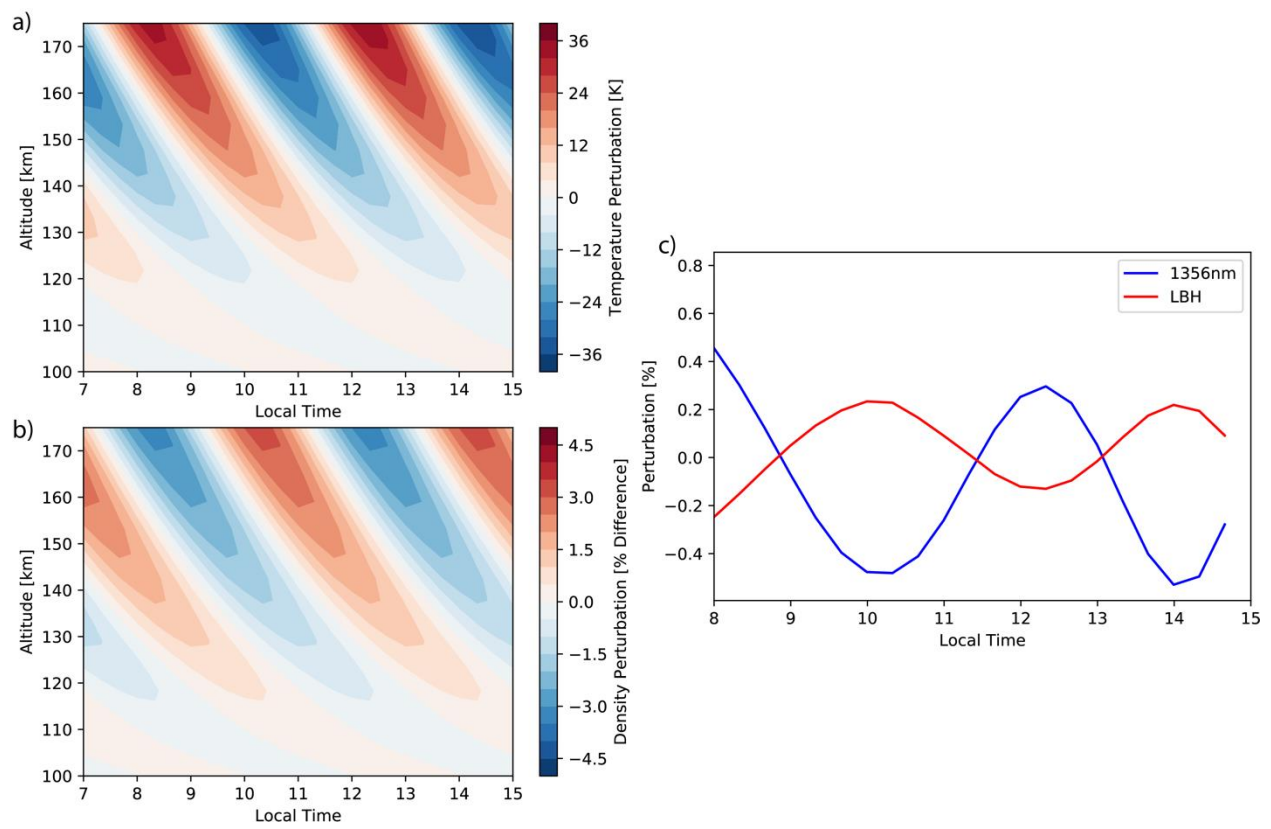 a)
170
160
150
140
130
120
110
100
Altitude [km]
7 8 9 10 11 12 13 14 15
Local Time
36
24
12
0
−12
−24
−36
Temperature Perturbation [K]
b)
170
160
150
140
130
120
110
100
Altitude [km]
7 8 9 10 11 12 13 14 15
Local Time
4.5
3.0
1.5
0.0
−1.5
−3.0
−4.5
Density Perturbation [% Difference]
c)
0.8
0.6
0.4
0.2
0.0
−0.2
−0.4
Perturbation [%]
1356nm
LBH
8 9 10 11 12 13 14 15
Local Time